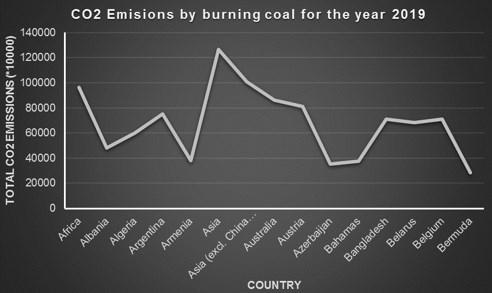 CO2 Emisions by burning coal for the year 2019
TOTAL CO2 EMISSIONS (*10000)
140000
120000
100000
80000
60000
40000
20000
0
Africa
Albania
Algeria
Argentina
Armenia
Asia
Asia (excl. China...
Australia
Austria
Azerbaijan
Bahamas
Bangladesh
Belarus
Belgium
Bermuda
COUNTRY